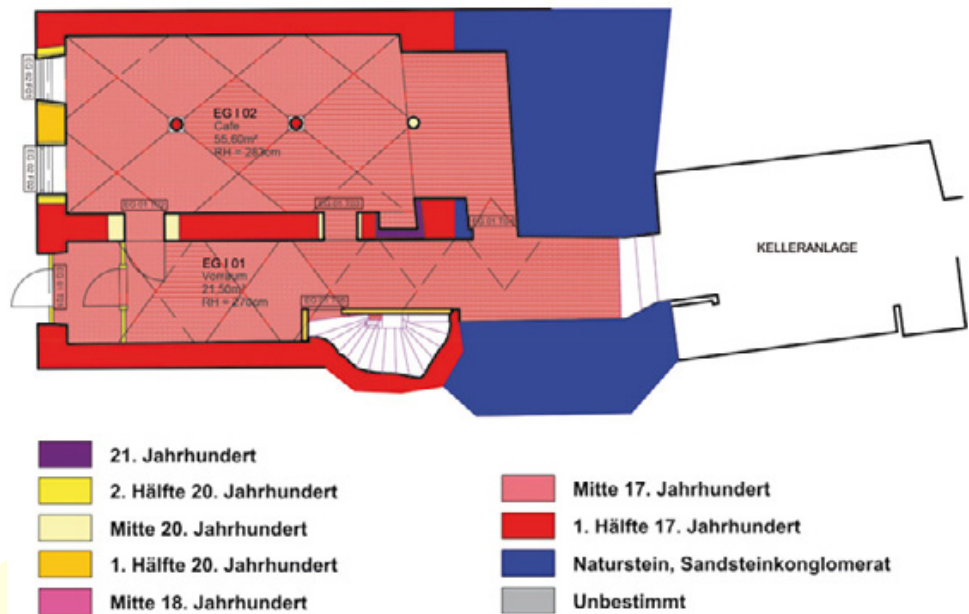 EG I 02
Cafe
55,60m²
RH = 283cm
EG I 01
Vorraum
21,50m²
RH = 270cm
KELLERANLAGE
21. Jahrhundert
2. Hälfte 20. Jahrhundert
Mitte 20. Jahrhundert
1. Hälfte 20. Jahrhundert
Mitte 18. Jahrhundert
Mitte 17. Jahrhundert
1. Hälfte 17. Jahrhundert
Naturstein, Sandsteinkonglomerat
Unbestimmt